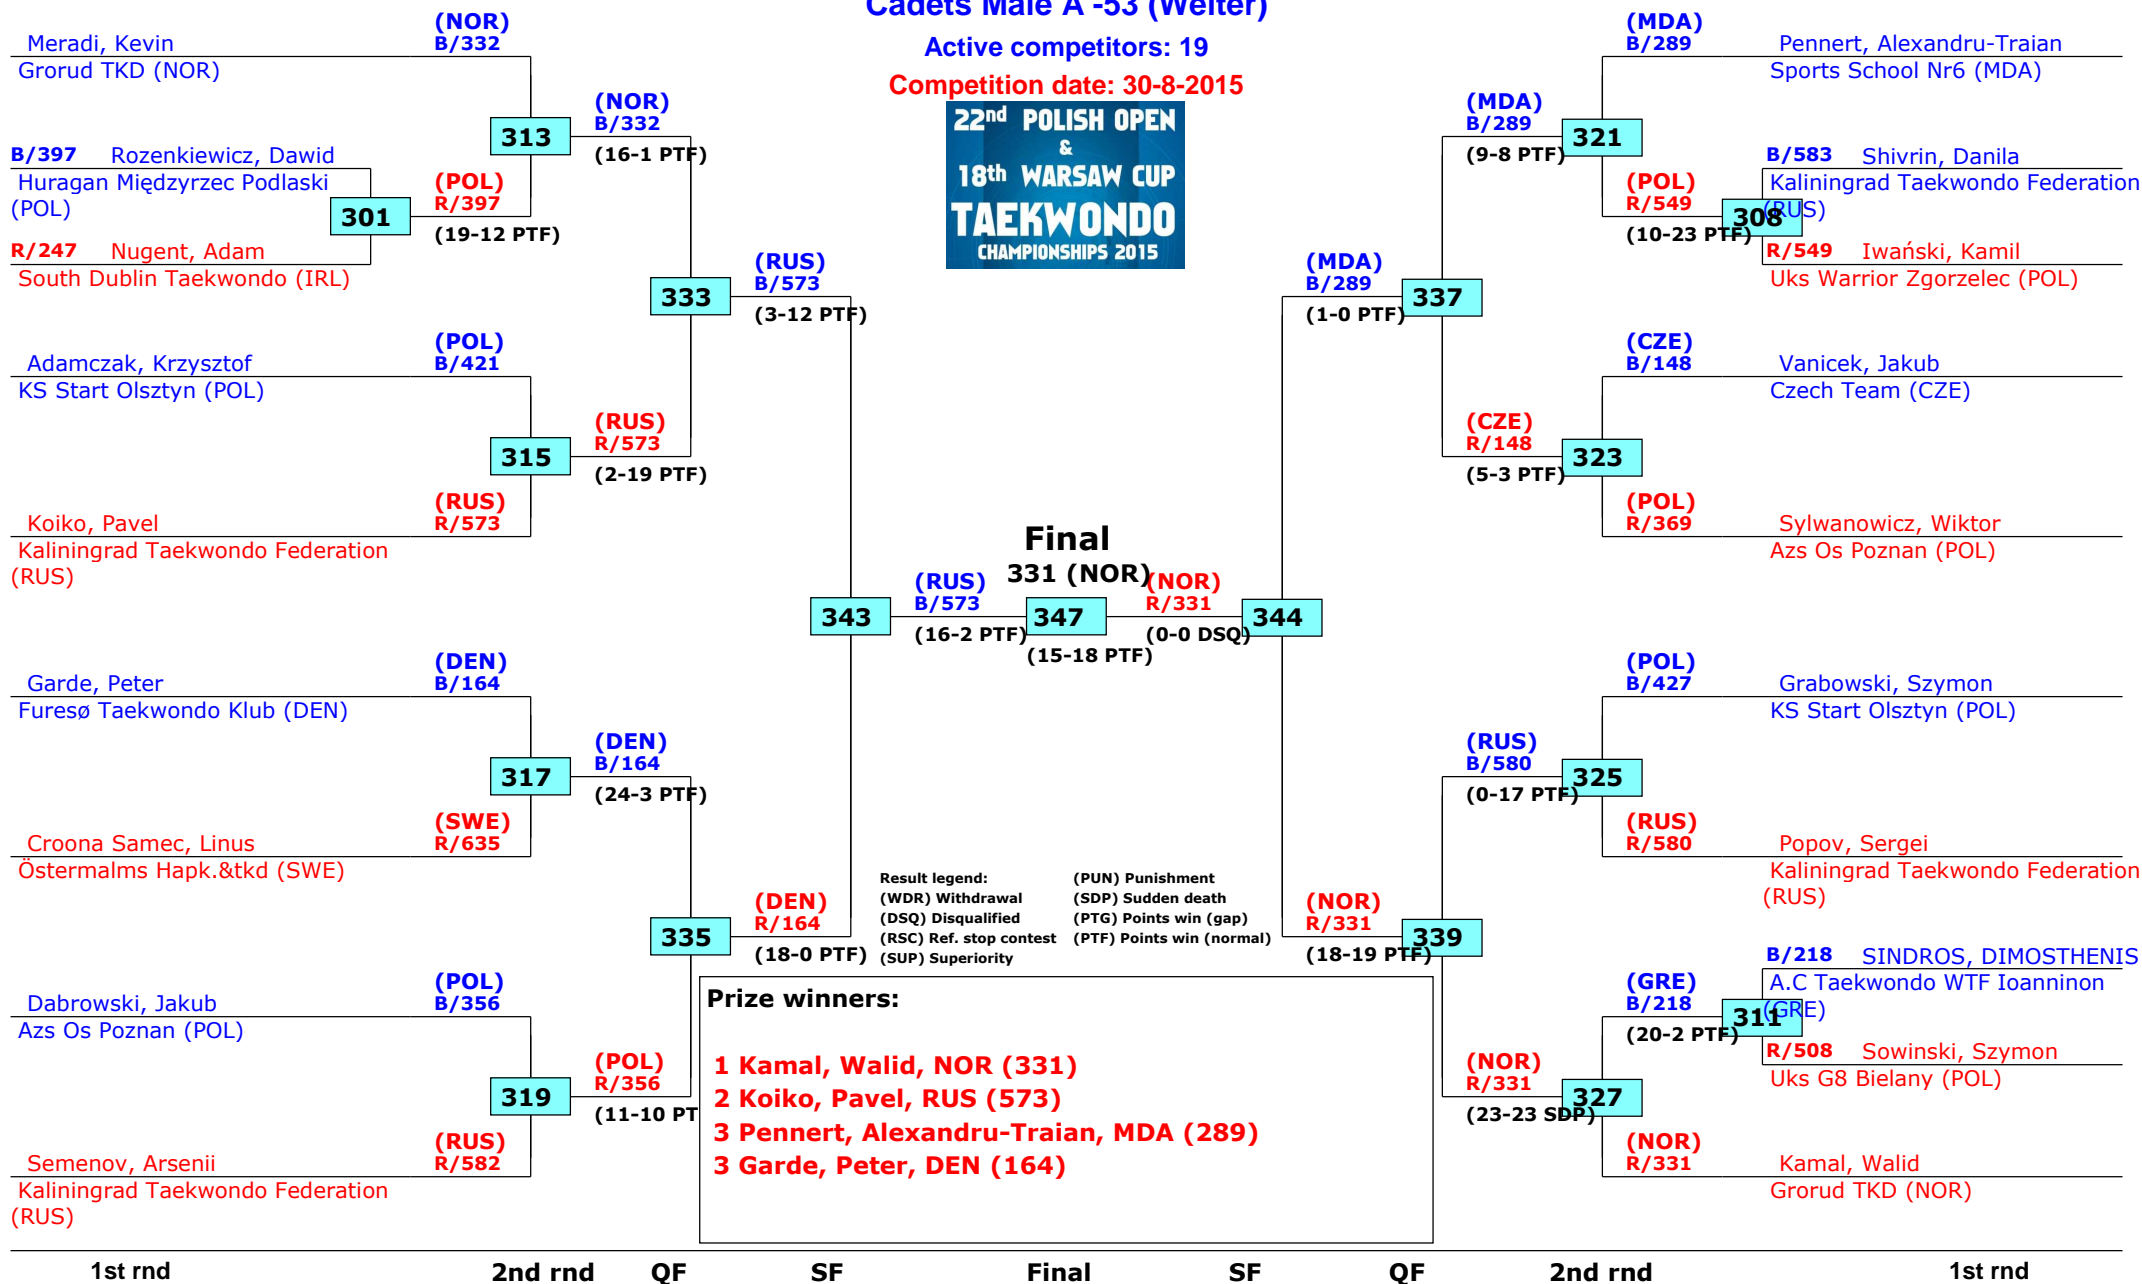 Cadets Male A -53 (Welter)
Active competitors: 19
Competition date: 30-8-2015
22nd POLISH OPEN
&
18th WARSAW CUP
TAEKWONDO
CHAMPIONSHIPS 2015
Meradi, Kevin
Grorud TKD (NOR)
(NOR)
B/332
B/397 Rozenkiewicz, Dawid
Huragan Międzyrzec Podlaski
(POL)
301
R/247 Nugent, Adam
South Dublin Taekwondo (IRL)
(POL)
R/397
(19-12 PTF)
313
(NOR)
B/332
(16-1 PTF)
Adamczak, Krzysztof
KS Start Olsztyn (POL)
(POL)
B/421
315
Koiko, Pavel
Kaliningrad Taekwondo Federation
(RUS)
(RUS)
R/573
(RUS)
R/573
(2-19 PTF)
333
(RUS)
B/573
(3-12 PTF)
Garde, Peter
Furesø Taekwondo Klub (DEN)
(DEN)
B/164
317
Croona Samec, Linus
Östermalms Hapk.&tkd (SWE)
(SWE)
R/635
(DEN)
B/164
(24-3 PTF)
Dabrowski, Jakub
Azs Os Poznan (POL)
(POL)
B/356
319
Semenov, Arsenii
Kaliningrad Taekwondo Federation
(RUS)
(RUS)
R/582
(POL)
R/356
(11-10 PT
335
(DEN)
R/164
(18-0 PTF)
343
(RUS)
B/573
(16-2 PTF)
Final
331 (NOR)
347
(15-18 PTF)
(NOR)
R/331
(0-0 DSQ)
344
(MDA)
B/289
(1-0 PTF)
337
(MDA)
B/289
(9-8 PTF)
321
(MDA)
B/289
Pennert, Alexandru-Traian
Sports School Nr6 (MDA)
B/583 Shivrin, Danila
Kaliningrad Taekwondo Federation
(RUS)
308
R/549 Iwański, Kamil
Uks Warrior Zgorzelec (POL)
(POL)
R/549
(10-23 PTF)
(CZE)
B/148
Vanicek, Jakub
Czech Team (CZE)
(CZE)
R/148
(5-3 PTF)
323
(POL)
R/369
Sylwanowicz, Wiktor
Azs Os Poznan (POL)
(POL)
B/427
Grabowski, Szymon
KS Start Olsztyn (POL)
(RUS)
B/580
(0-17 PTF)
325
(RUS)
R/580
Popov, Sergei
Kaliningrad Taekwondo Federation
(RUS)
(NOR)
R/331
(18-19 PTF)
339
B/218 SINDROS, DIMOSTHENIS
A.C Taekwondo WTF Ioanninon
(GRE)
311
R/508 Sowinski, Szymon
Uks G8 Bielany (POL)
(GRE)
B/218
(20-2 PTF)
(NOR)
R/331
(23-23 SDP)
327
(NOR)
R/331
Kamal, Walid
Grorud TKD (NOR)
Result legend:
(WDR) Withdrawal
(DSQ) Disqualified
(RSC) Ref. stop contest
(SUP) Superiority
(PUN) Punishment
(SDP) Sudden death
(PTG) Points win (gap)
(PTF) Points win (normal)
Prize winners:
1 Kamal, Walid, NOR (331)
2 Koiko, Pavel, RUS (573)
3 Pennert, Alexandru-Traian, MDA (289)
3 Garde, Peter, DEN (164)
1st rnd 2nd rnd QF SF Final SF QF 2nd rnd 1st rnd